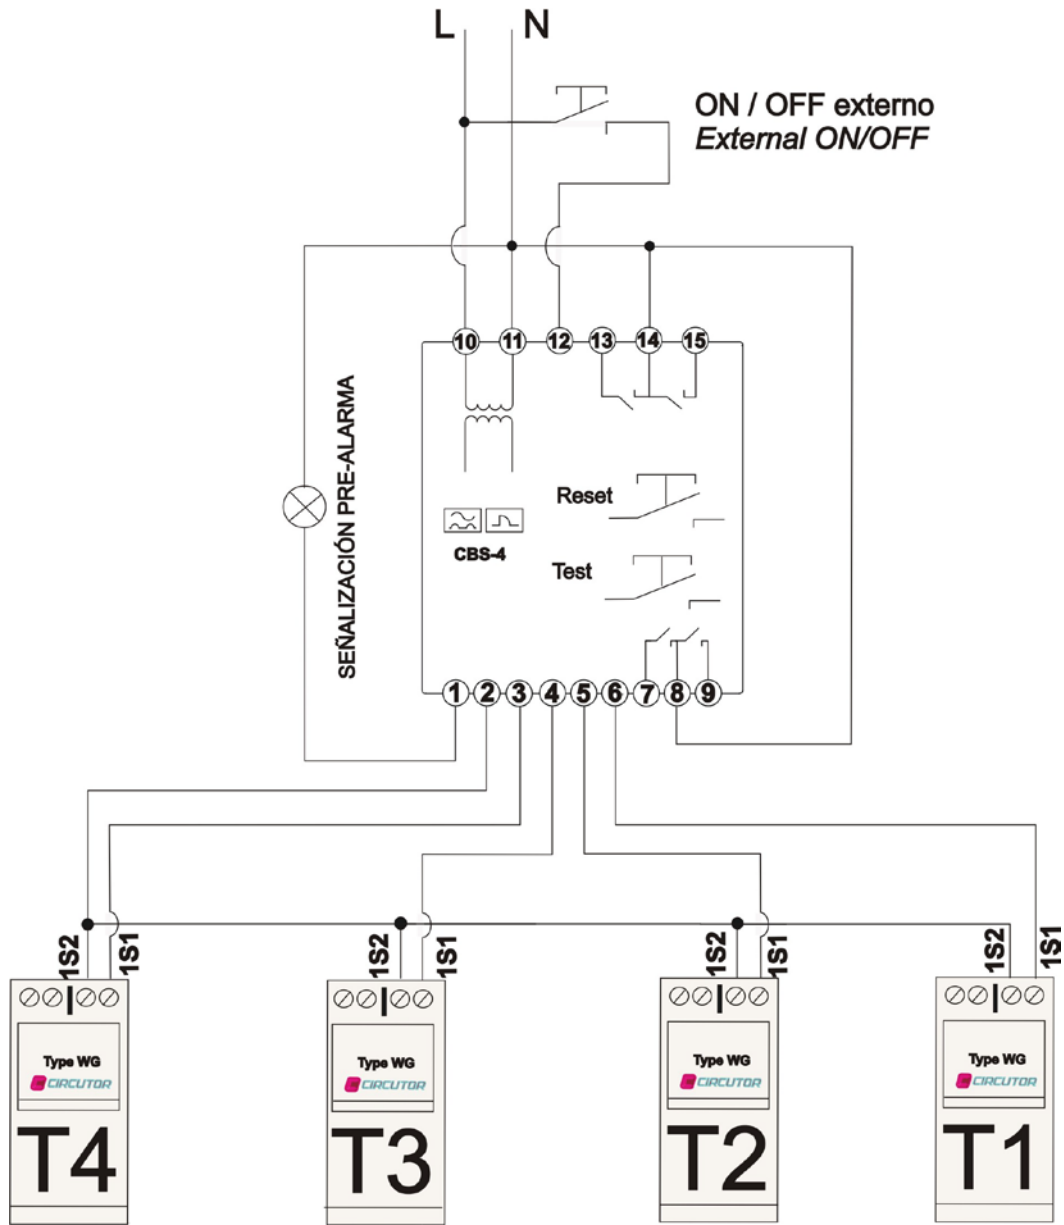 L N
ON / OFF externo
External ON/OFF
10 11 12 13 14 15
SEÑALIZACIÓN PRE-ALARMA
Reset
CBS-4
Test
1 2 3 4 5 6 7 8 9
1S2 1S1 1S2 1S1 1S2 1S1 1S2 1S1
Type WG Type WG Type WG Type WG
CIRCUTOR CIRCUTOR CIRCUTOR CIRCUTOR
T4 T3 T2 T1